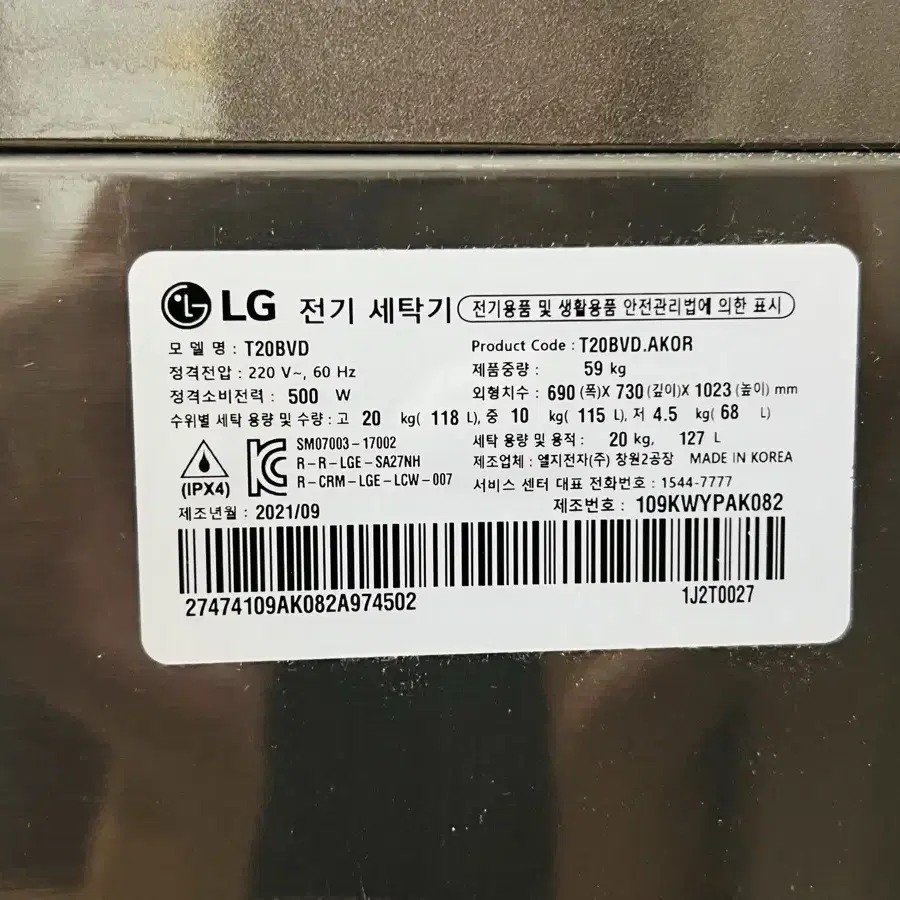 LG 전기 세탁기 전기용품 및 생활용품 안전관리법에 의한 표시
모 델 명 : T20BVD
Product Code : T20BVD.AKOR
정격전압 : 220 V~, 60 Hz
제품중량 : 59 kg
정격소비전력 : 500 W
외형치수 : 690 (폭)X 730 (깊이)X 1023 (높이) mm
수위별 세탁 용량 및 수량 : 고 20 kg( 118 L), 중 10 kg( 115 L), 저 4.5 kg( 68 L)
세탁 용량 및 용적 : 20 kg, 127 L
(IPX4)
SM07003-17002
R-R-LGE-SA27NH
R-CRM-LGE-LCW-007
제조업체 : 엘지전자(주) 창원2공장 MADE IN KOREA
서비스 센터 대표 전화번호 : 1544-7777
제조년월 : 2021/09
제조번호 : 109KWYPAK082
27474109AK082A974502
1J2T0027